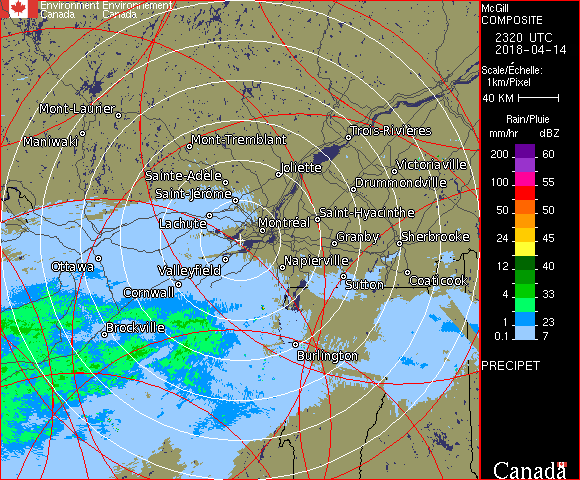 Environment Environnement
Canada Canada
McGill
COMPOSITE
2320 UTC
2018-04-14
Scale/Échelle:
1km/Pixel
40 KM
Rain/Pluie
mm/hr dBZ
200 60
100 55
50 50
24 45
12 40
4 33
1 23
0.1 7
PRECIPET
Mont-Laurier
Maniwaki
Mont-Tremblant
Trois-Rivières
Sainte-Adèle
Joliette
Victoriaville
Saint-Jérôme
Drummondville
Lachute
Montréal
Saint-Hyacinthe
Granby
Sherbrooke
Ottawa
Valleyfield
Napierville
Cornwall
Sutton
Coaticook
Brockville
Burlington
Canada